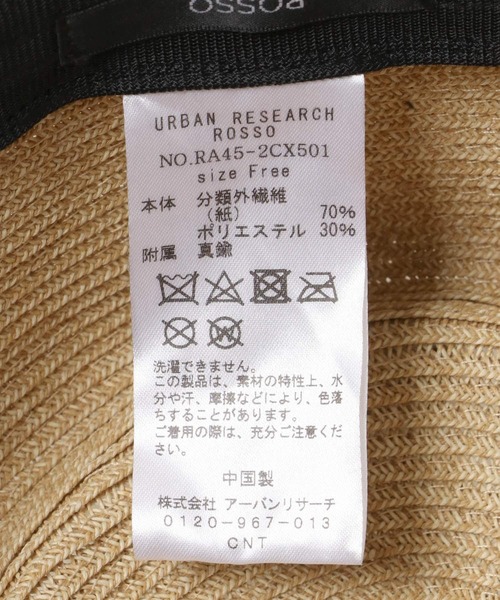 ROSSO
URBAN RESEARCH
ROSSO
NO.RA45-2CX501
size Free
本体 分類外繊維
(紙) 70%
ポリエステル 30%
附属 真鍮
洗濯できません。
この製品は、素材の特性上、水
分や汗、摩擦などにより、色落
ちすることがあります。
ご着用の際は、充分ご注意くだ
さい。
中国製
株式会社 アーバンリサーチ
0120-967-013
CNT